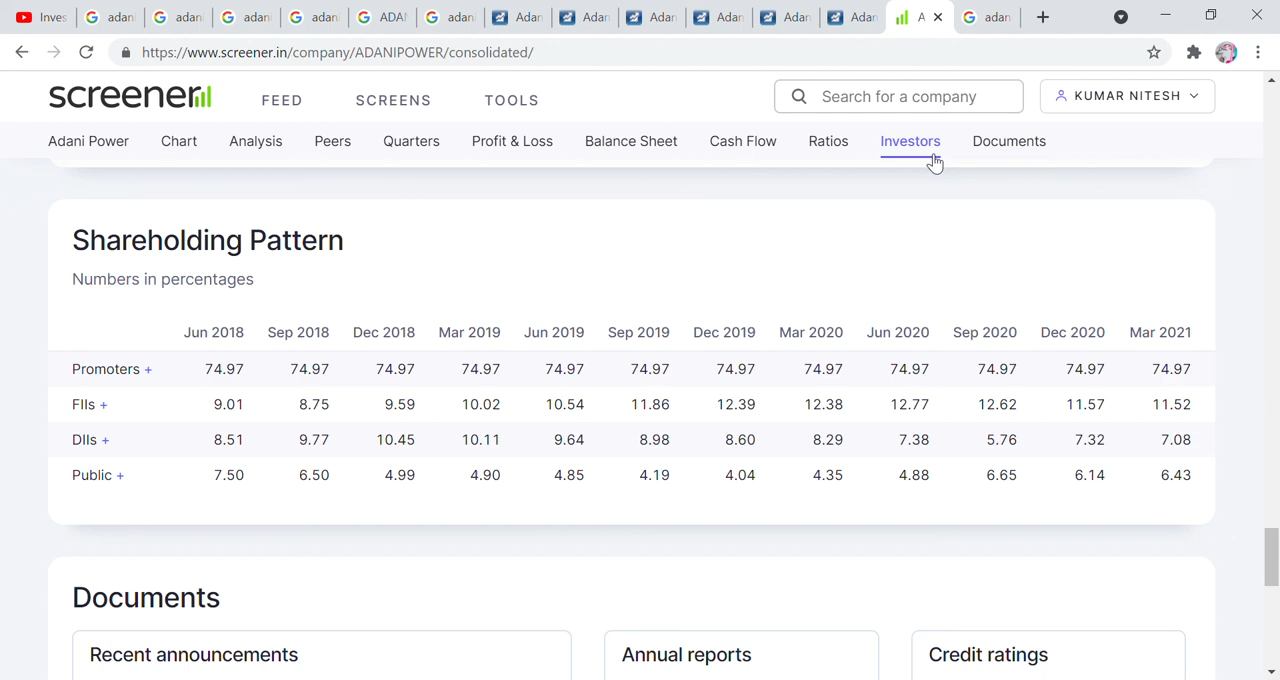 Inves adani adani adani adani ADAN adani Adan Adan Adan Adan Adan Adan A adan
https://www.screener.in/company/ADANIPOWER/consolidated/
screener FEED SCREENS TOOLS Search for a company KUMAR NITESH
Adani Power Chart Analysis Peers Quarters Profit & Loss Balance Sheet Cash Flow Ratios Investors Documents
Shareholding Pattern
Numbers in percentages
Jun 2018 Sep 2018 Dec 2018 Mar 2019 Jun 2019 Sep 2019 Dec 2019 Mar 2020 Jun 2020 Sep 2020 Dec 2020 Mar 2021
Promoters + 74.97 74.97 74.97 74.97 74.97 74.97 74.97 74.97 74.97 74.97 74.97 74.97
FIIs + 9.01 8.75 9.59 10.02 10.54 11.86 12.39 12.38 12.77 12.62 11.57 11.52
DIIs + 8.51 9.77 10.45 10.11 9.64 8.98 8.60 8.29 7.38 5.76 7.32 7.08
Public + 7.50 6.50 4.99 4.90 4.85 4.19 4.04 4.35 4.88 6.65 6.14 6.43
Documents
Recent announcements Annual reports Credit ratings